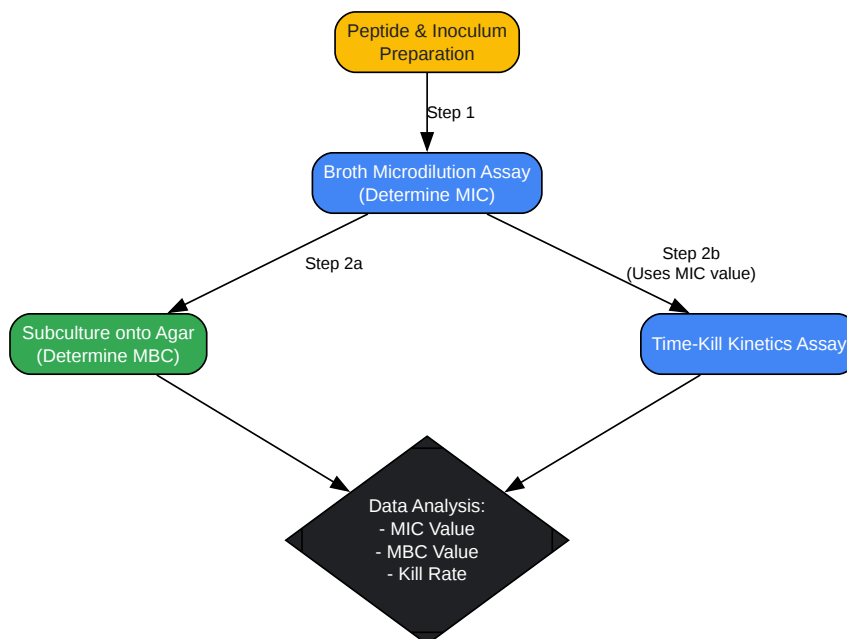 Peptide & Inoculum
Preparation
Step 1
Broth Microdilution Assay
(Determine MIC)
Step 2a
Step 2b
(Uses MIC value)
Subculture onto Agar
(Determine MBC)
Time-Kill Kinetics Assay
Data Analysis:
- MIC Value
- MBC Value
- Kill Rate